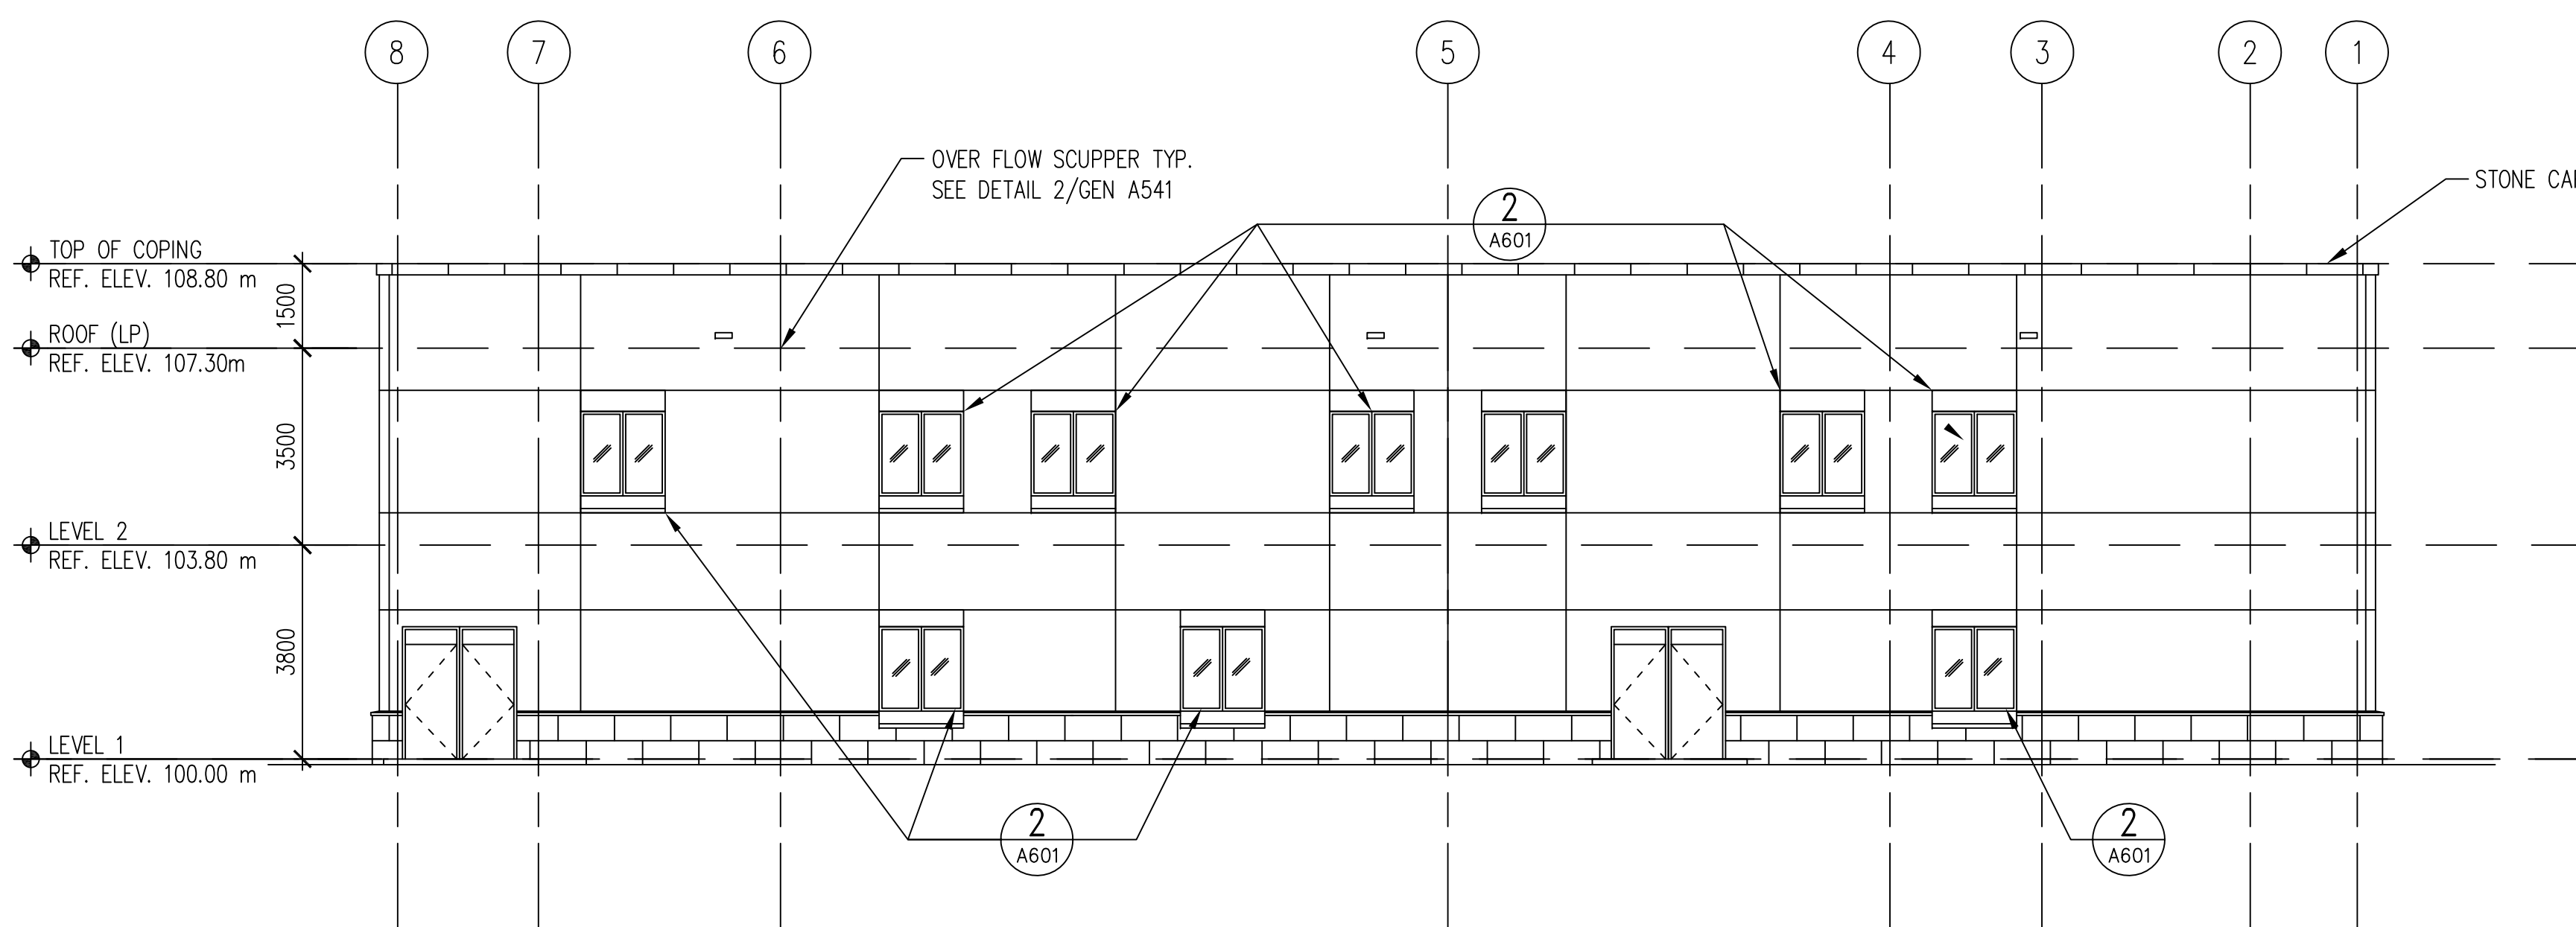 8
7
6
5
4
3
2
1
OVER FLOW SCUPPER TYP.
SEE DETAIL 2/GEN A541
STONE CA
2
A601
TOP OF COPING
REF. ELEV. 108.80 m
1500
ROOF (LP)
REF. ELEV. 107.30m
3500
LEVEL 2
REF. ELEV. 103.80 m
3800
LEVEL 1
REF. ELEV. 100.00 m
2
A601
2
A601